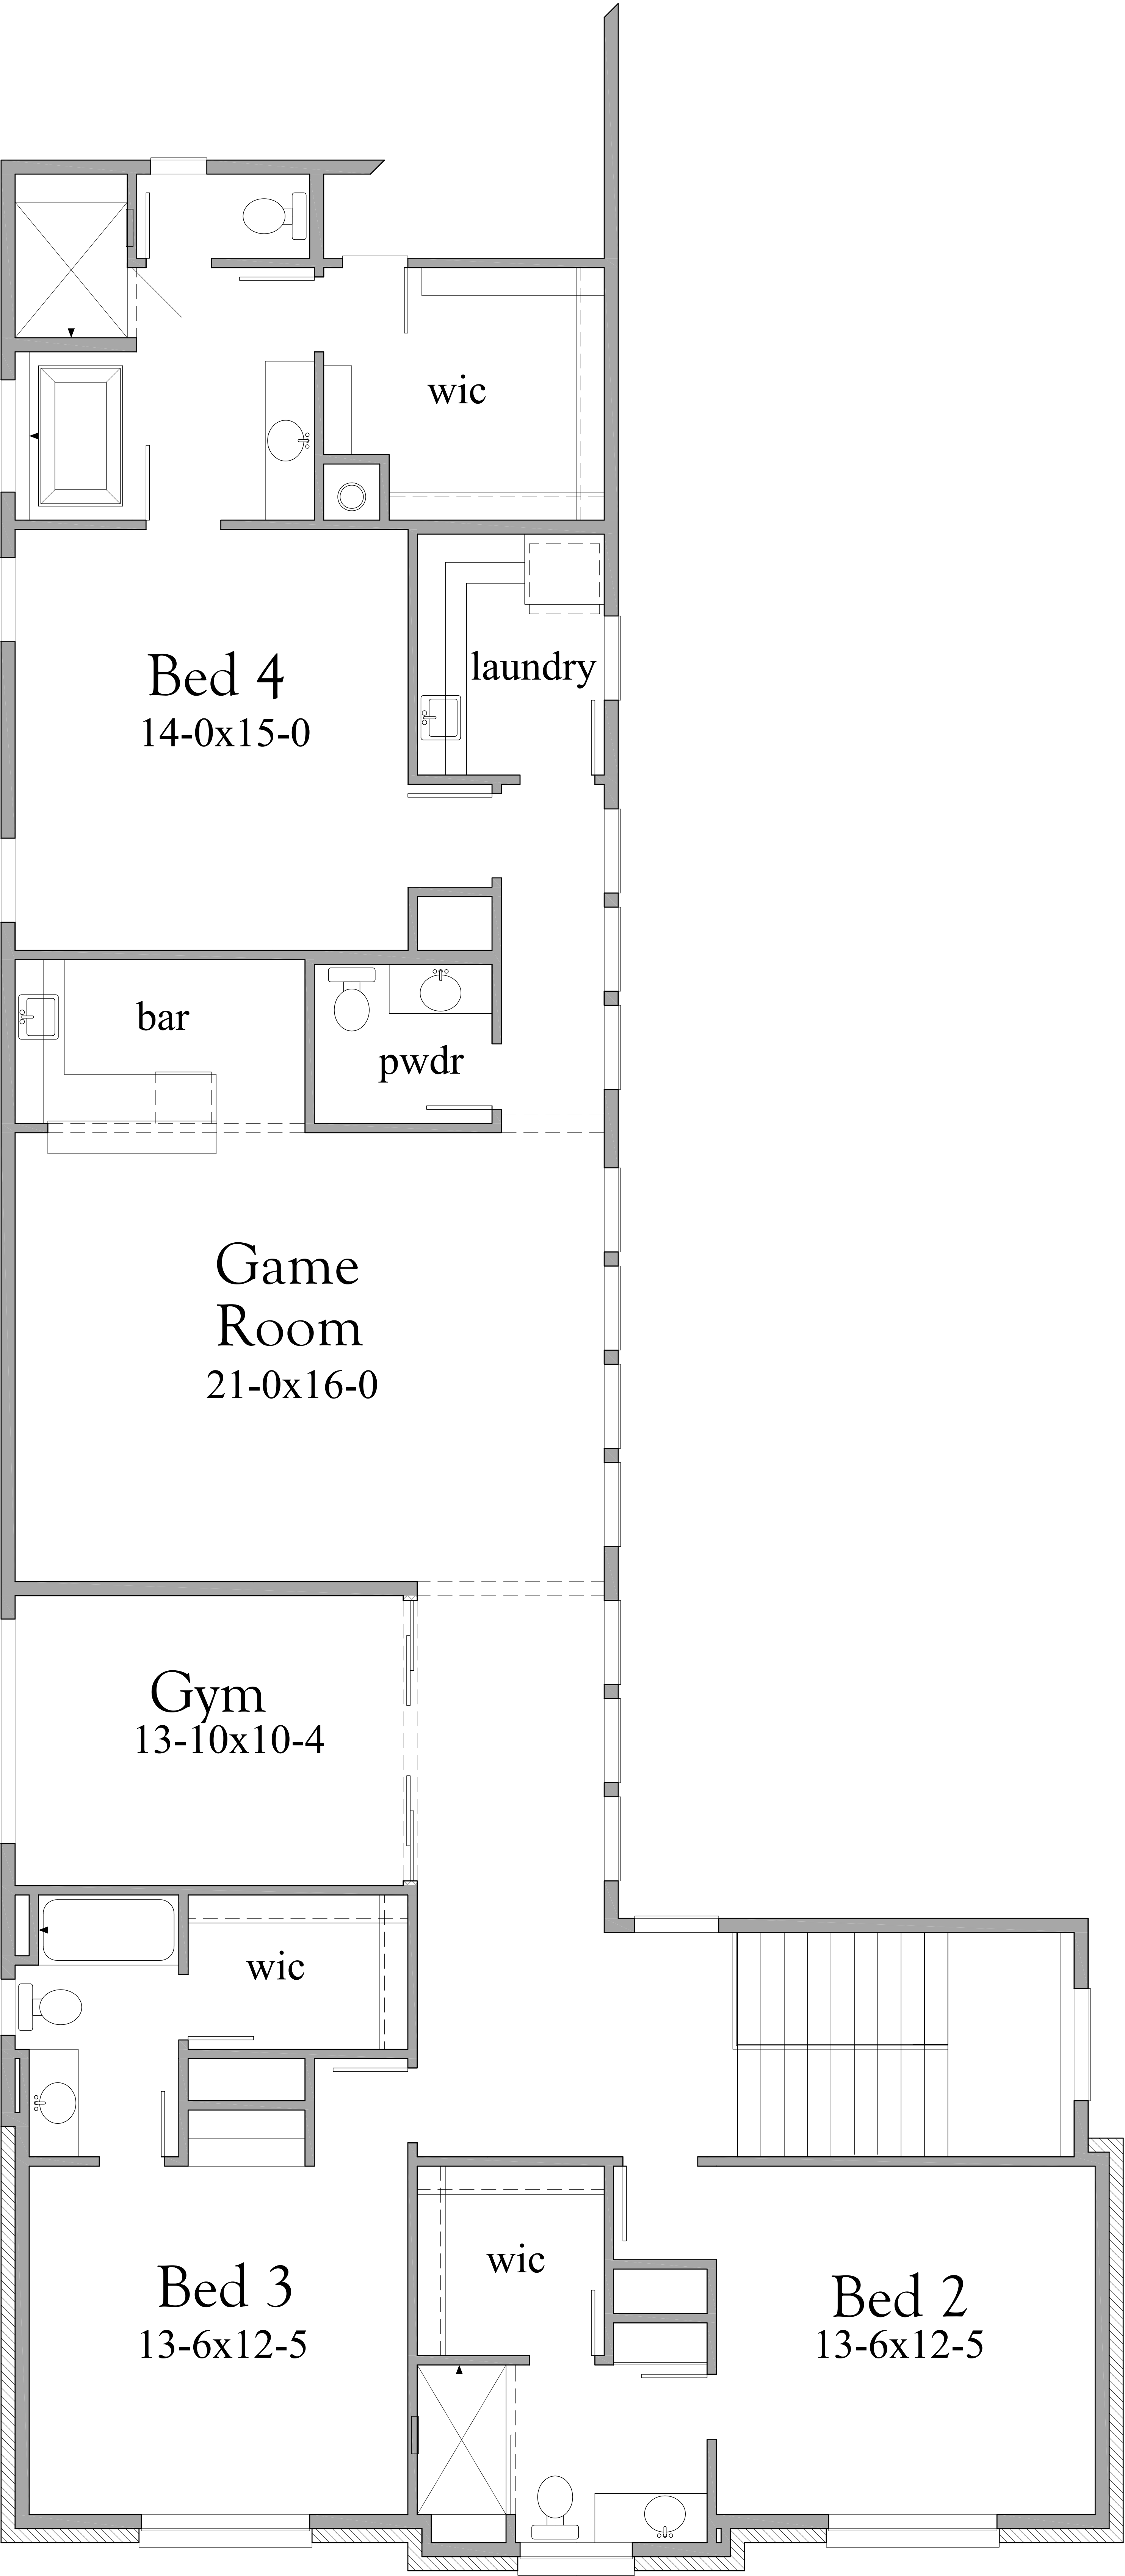 wic
laundry
Bed 4
14-0x15-0
bar
pwdr
Game
Room
21-0x16-0
Gym
13-10x10-4
wic
wic
Bed 3
13-6x12-5
Bed 2
13-6x12-5